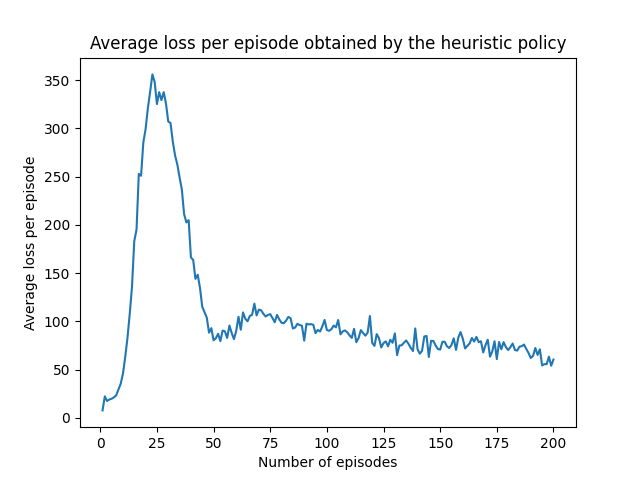 Average loss per episode obtained by the heuristic policy
350
300
250
200
150
100
50
0
Average loss per episode
0 25 50 75 100 125 150 175 200
Number of episodes